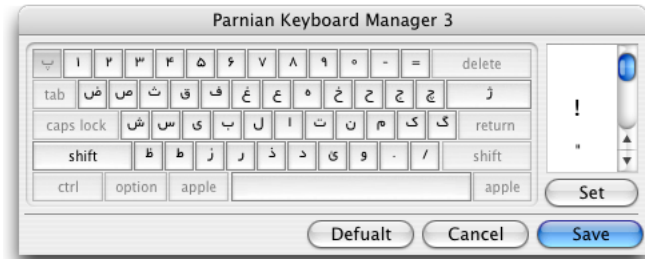 Parnian Keyboard Manager 3
پ ۱ ۲ ۳ ۴ ۵ ۶ ۷ ۸ ۹ ۰ - = delete
tab ض ص ث ق ف غ ع ه خ ح ج چ ژ
caps lock ش س ی ب ل ا ت ن م ک گ return
shift ظ ط ز ر ذ د ئ و . / shift
ctrl option apple apple
!
"
Set
Defualt Cancel Save